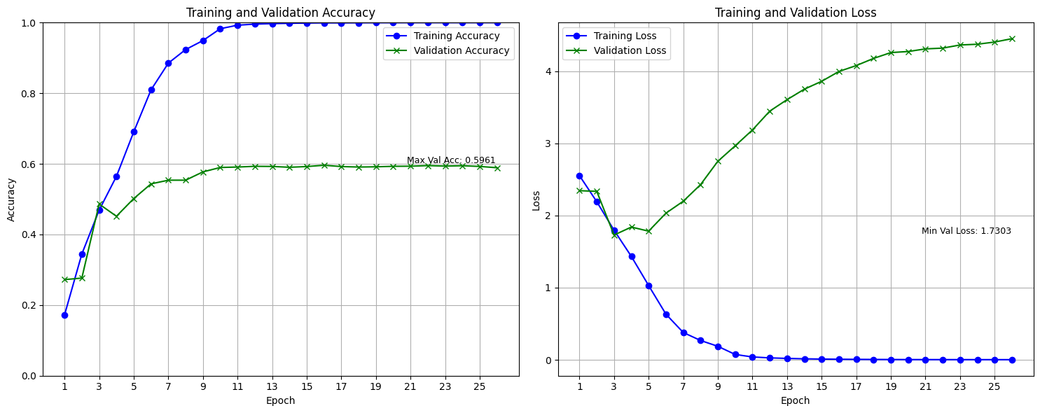 Training and Validation Accuracy
1.0
0.8
0.6
0.4
0.2
0.0
Accuracy
Training Accuracy
Validation Accuracy
Max Val Acc: 0.5961
1 3 5 7 9 11 13 15 17 19 21 23 25
Epoch
Training and Validation Loss
4
3
2
1
0
Loss
Training Loss
Validation Loss
Min Val Loss: 1.7303
1 3 5 7 9 11 13 15 17 19 21 23 25
Epoch